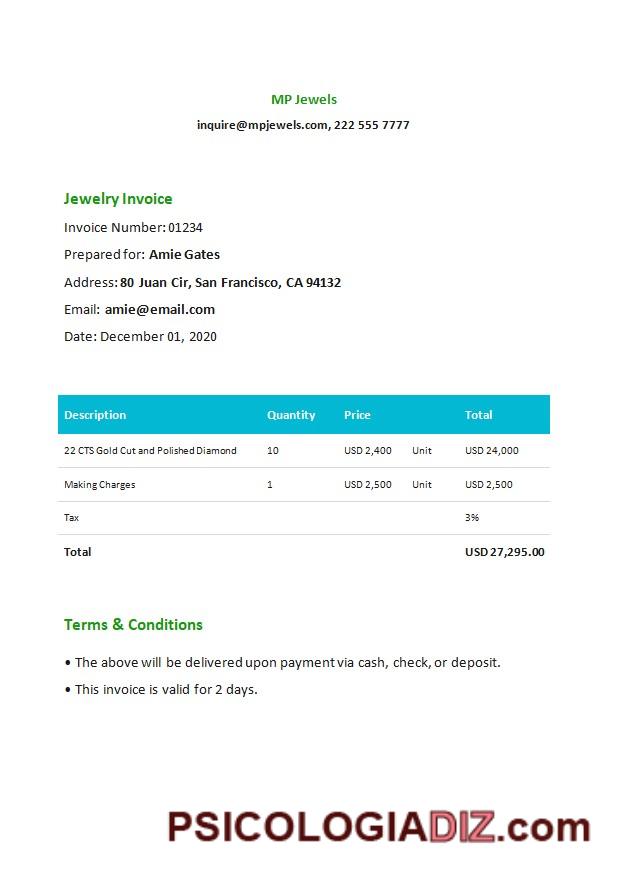 MP Jewels
inquire@mpjewels.com, 222 555 7777
Jewelry Invoice
Invoice Number: 01234
Prepared for: Amie Gates
Address: 80 Juan Cir, San Francisco, CA 94132
Email: amie@email.com
Date: December 01, 2020
Description Quantity Price Total
22 CTS Gold Cut and Polished Diamond 10 USD 2,400 Unit USD 24,000
Making Charges 1 USD 2,500 Unit USD 2,500
Tax 3%
Total USD 27,295.00
Terms & Conditions
• The above will be delivered upon payment via cash, check, or deposit.
• This invoice is valid for 2 days.
PSICOLOGIADIZ.com